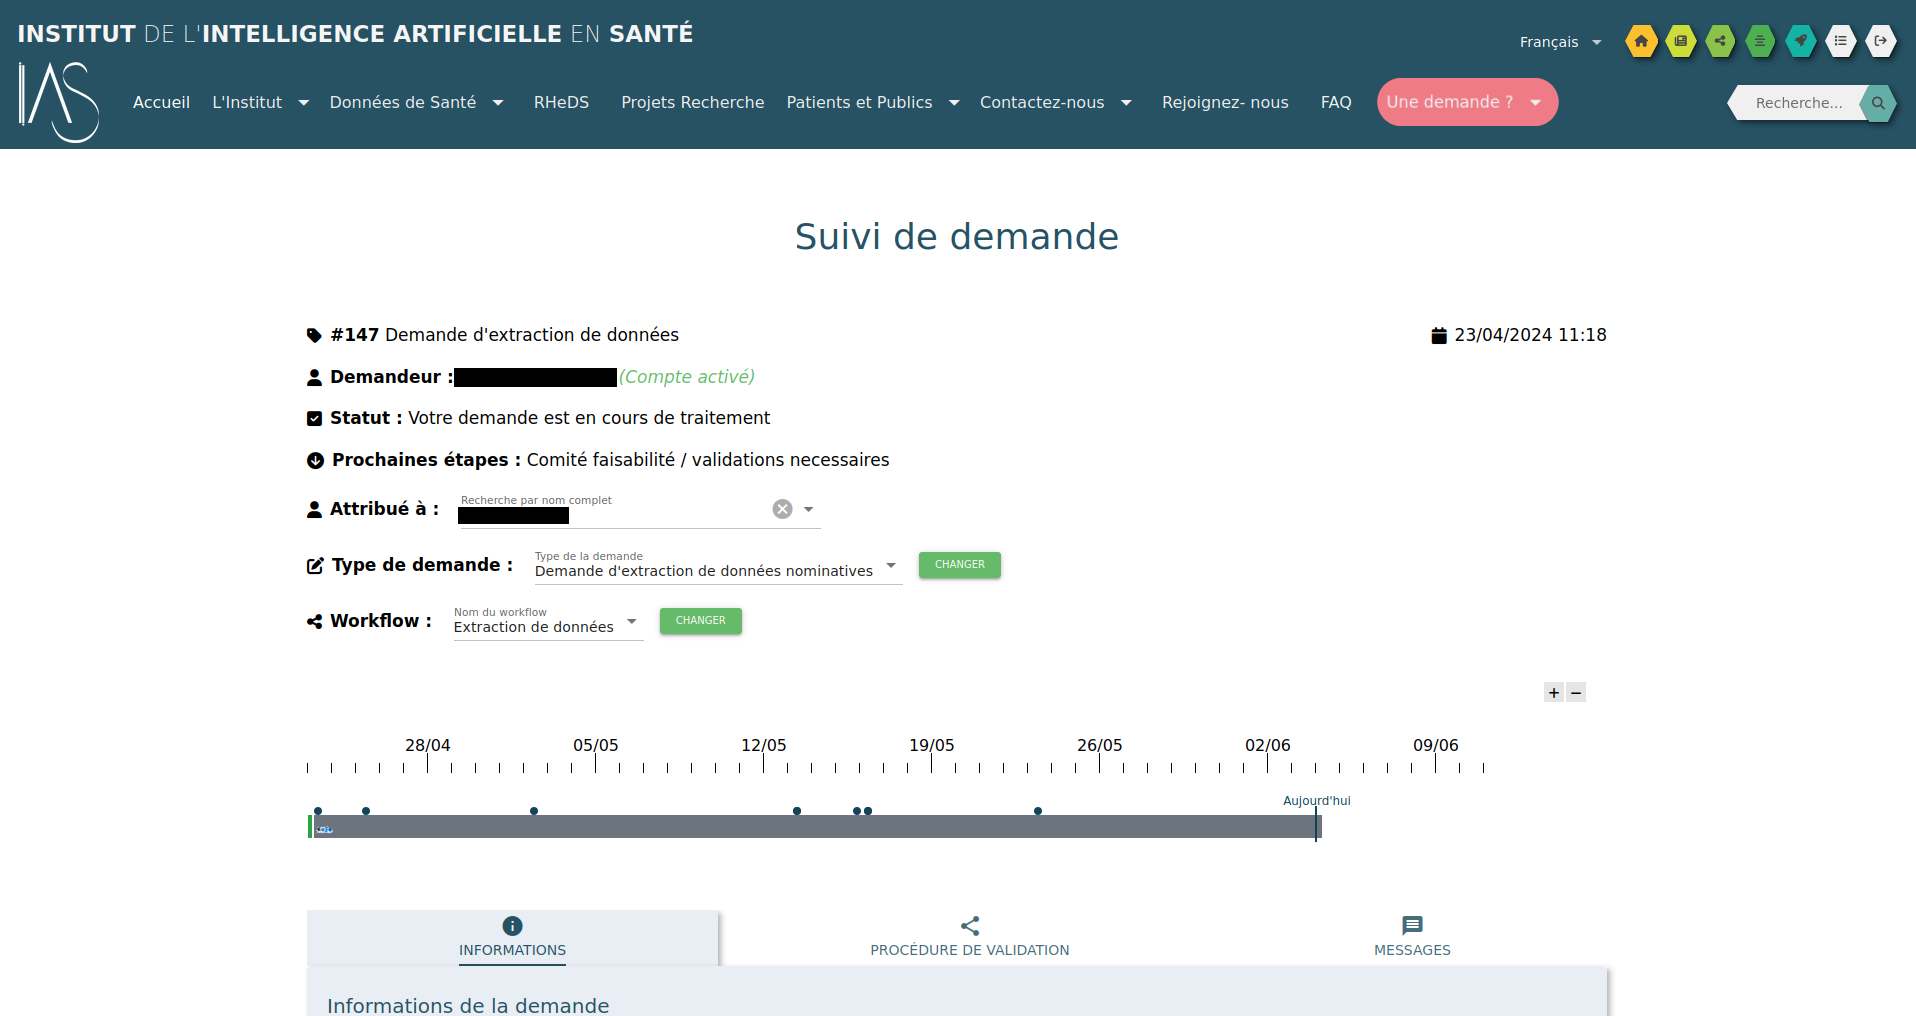 INSTITUT DE L'INTELLIGENCE ARTIFICIELLE EN SANTÉ
Français
IAS
Accueil L'Institut Données de Santé RHeDS Projets Recherche Patients et Publics Contactez-nous Rejoignez- nous FAQ Une demande ? Recherche...
Suivi de demande
#147 Demande d'extraction de données 23/04/2024 11:18
Demandeur : (Compte activé)
Statut : Votre demande est en cours de traitement
Prochaines étapes : Comité faisabilité / validations necessaires
Attribué à : Recherche par nom complet
Type de demande : Type de la demande
Demande d'extraction de données nominatives CHANGER
Workflow : Nom du workflow
Extraction de données CHANGER
+ −
28/04 05/05 12/05 19/05 26/05 02/06 09/06
Aujourd'hui
INFORMATIONS PROCÉDURE DE VALIDATION MESSAGES
Informations de la demande